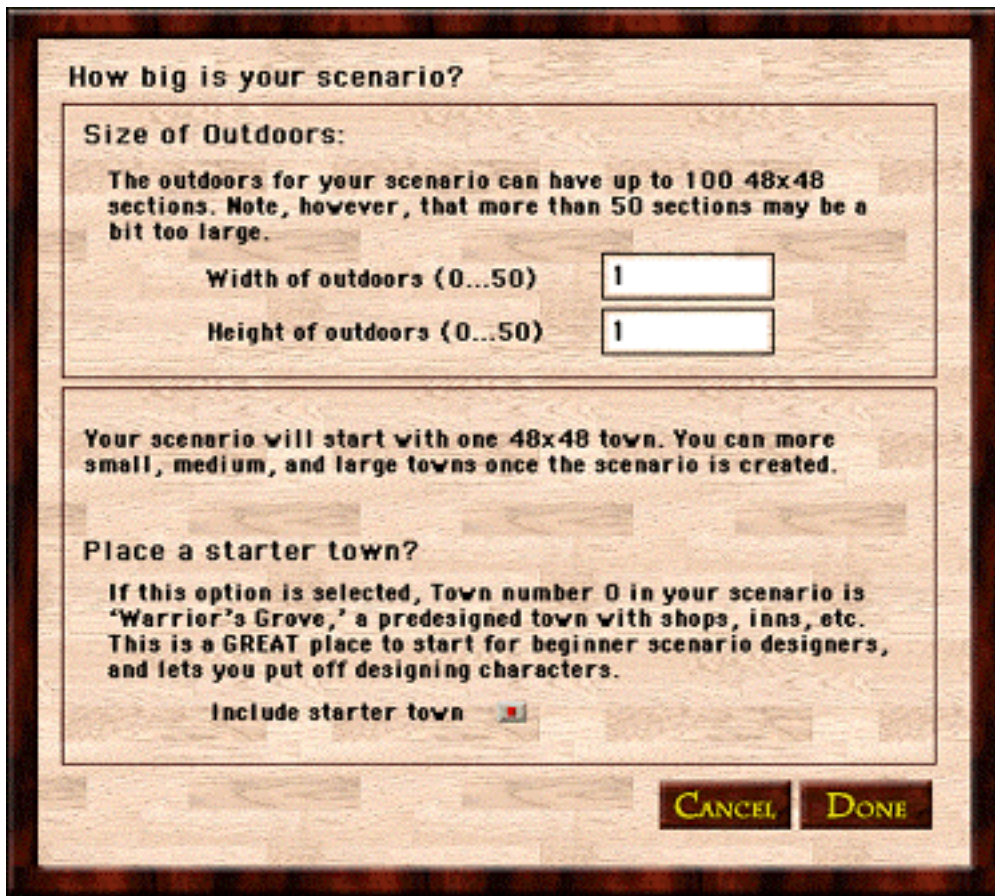 How big is your scenario?
Size of Outdoors:
The outdoors for your scenario can have up to 100 48x48
sections. Note, however, that more than 50 sections may be a
bit too large.
Width of outdoors (0...50) 1
Height of outdoors (0...50) 1
Your scenario will start with one 48x48 town. You can more
small, medium, and large towns once the scenario is created.
Place a starter town?
If this option is selected, Town number 0 in your scenario is
'Warrior's Grove,' a predesigned town with shops, inns, etc.
This is a GREAT place to start for beginner scenario designers,
and lets you put off designing characters.
Include starter town
CANCEL DONE